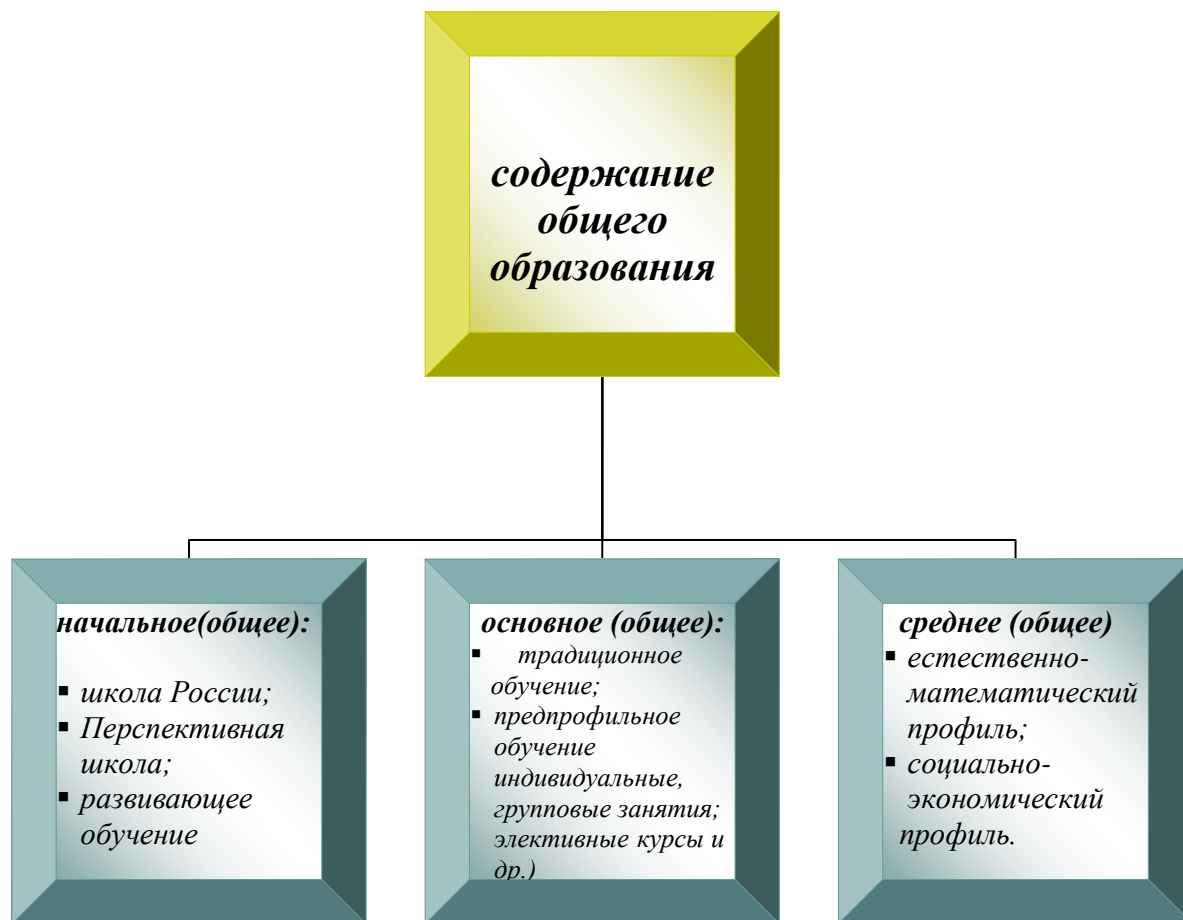 содержание
общего
образования
начальное(общее):
▪ школа России;
▪ Перспективная
школа;
▪ развивающее
обучение
основное (общее):
▪ традиционное
обучение;
▪ предпрофильное
обучение
индивидуальные,
групповые занятия;
элективные курсы и
др.)
среднее (общее)
▪ естественно-
математический
профиль;
▪ социально-
экономический
профиль.